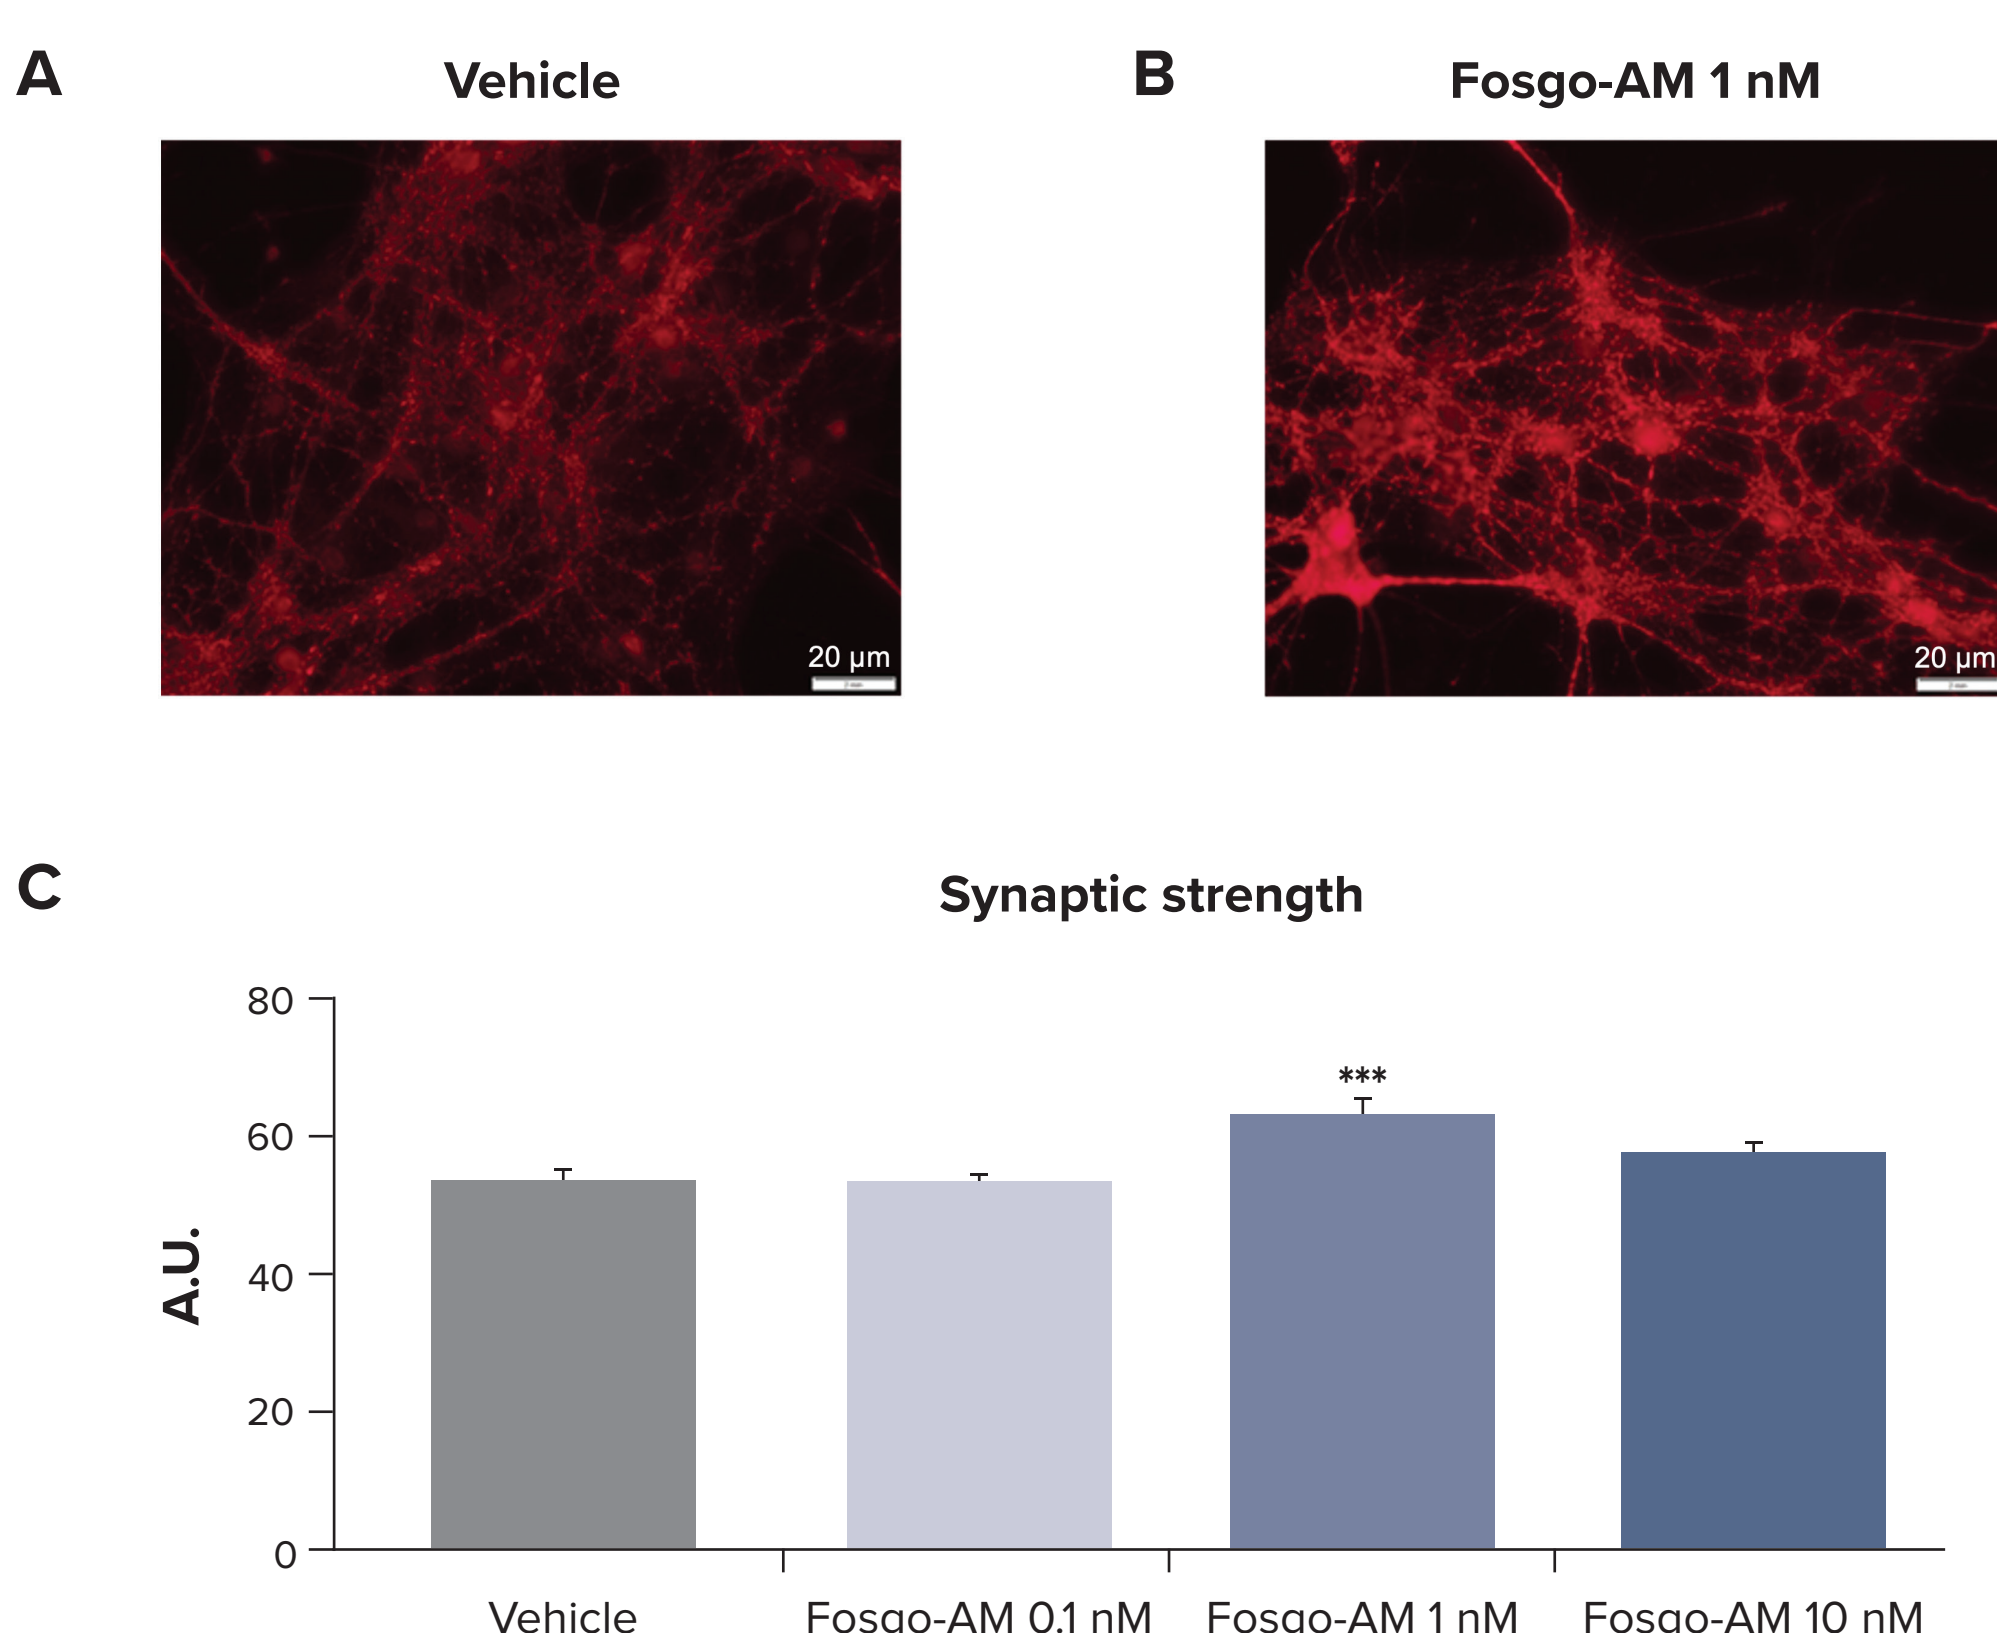 A
Vehicle
B
Fosgo-AM 1 nM
20 µm
20 µm
C
Synaptic strength
80
60
40
20
0
A.U.
***
Vehicle
Fosgo-AM 0.1 nM
Fosgo-AM 1 nM
Fosgo-AM 10 nM